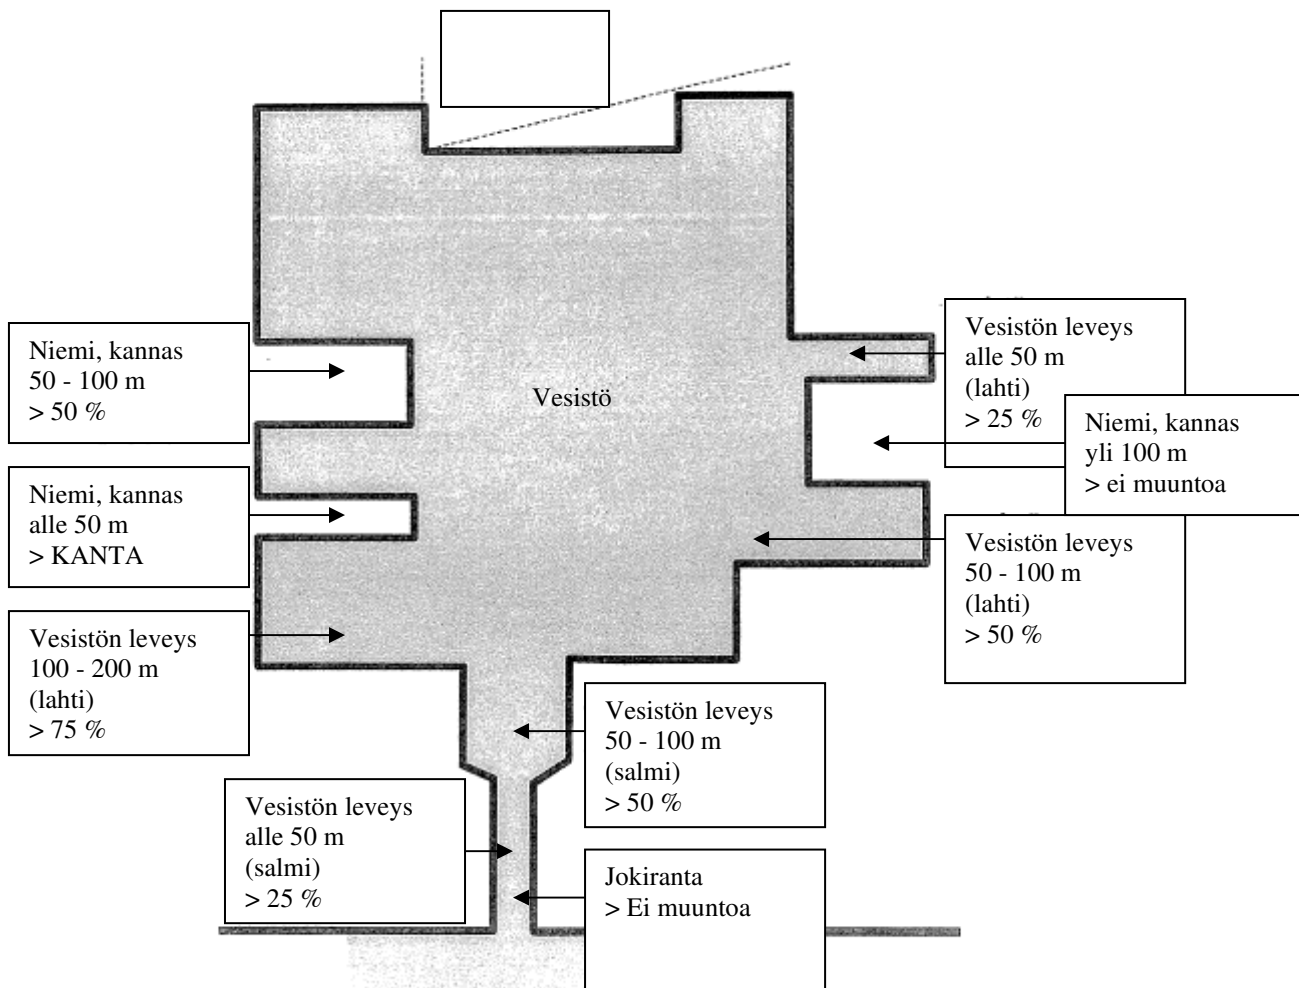 Niemi, kannas
50 - 100 m
> 50 %
Niemi, kannas
alle 50 m
> KANTA
Vesistön leveys
100 - 200 m
(lahti)
> 75 %
Vesistö
Vesistön leveys
alle 50 m
(lahti)
> 25 %
Niemi, kannas
yli 100 m
> ei muuntoa
Vesistön leveys
50 - 100 m
(lahti)
> 50 %
Vesistön leveys
50 - 100 m
(salmi)
> 50 %
Vesistön leveys
alle 50 m
(salmi)
> 25 %
Jokiranta
> Ei muuntoa